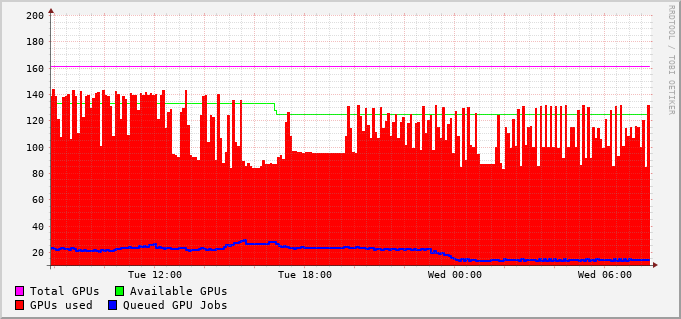 200
180
160
140
120
100
80
60
40
20
Tue 12:00 Tue 18:00 Wed 00:00 Wed 06:00
Total GPUs Available GPUs
GPUs used Queued GPU Jobs
RRDTOOL / TOBI OETIKER